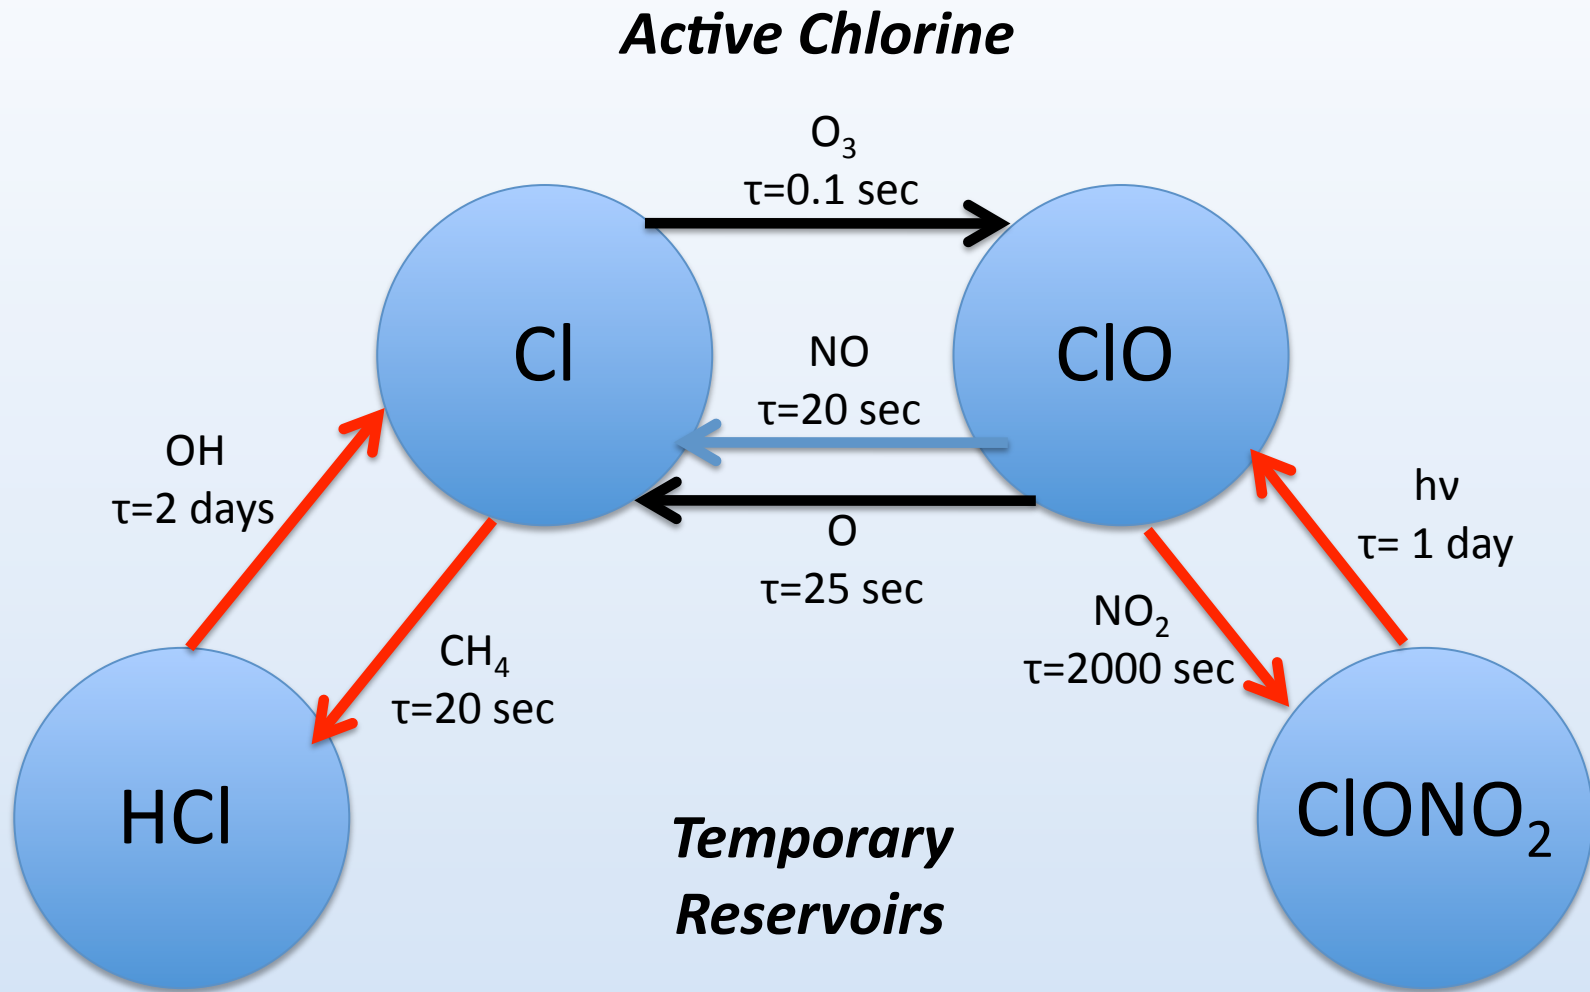 Active Chlorine
O₃
τ=0.1 sec
Cl
ClO
NO
τ=20 sec
OH
τ=2 days
O
τ=25 sec
hν
τ= 1 day
NO₂
τ=2000 sec
CH₄
τ=20 sec
HCl
ClONO₂
Temporary
Reservoirs